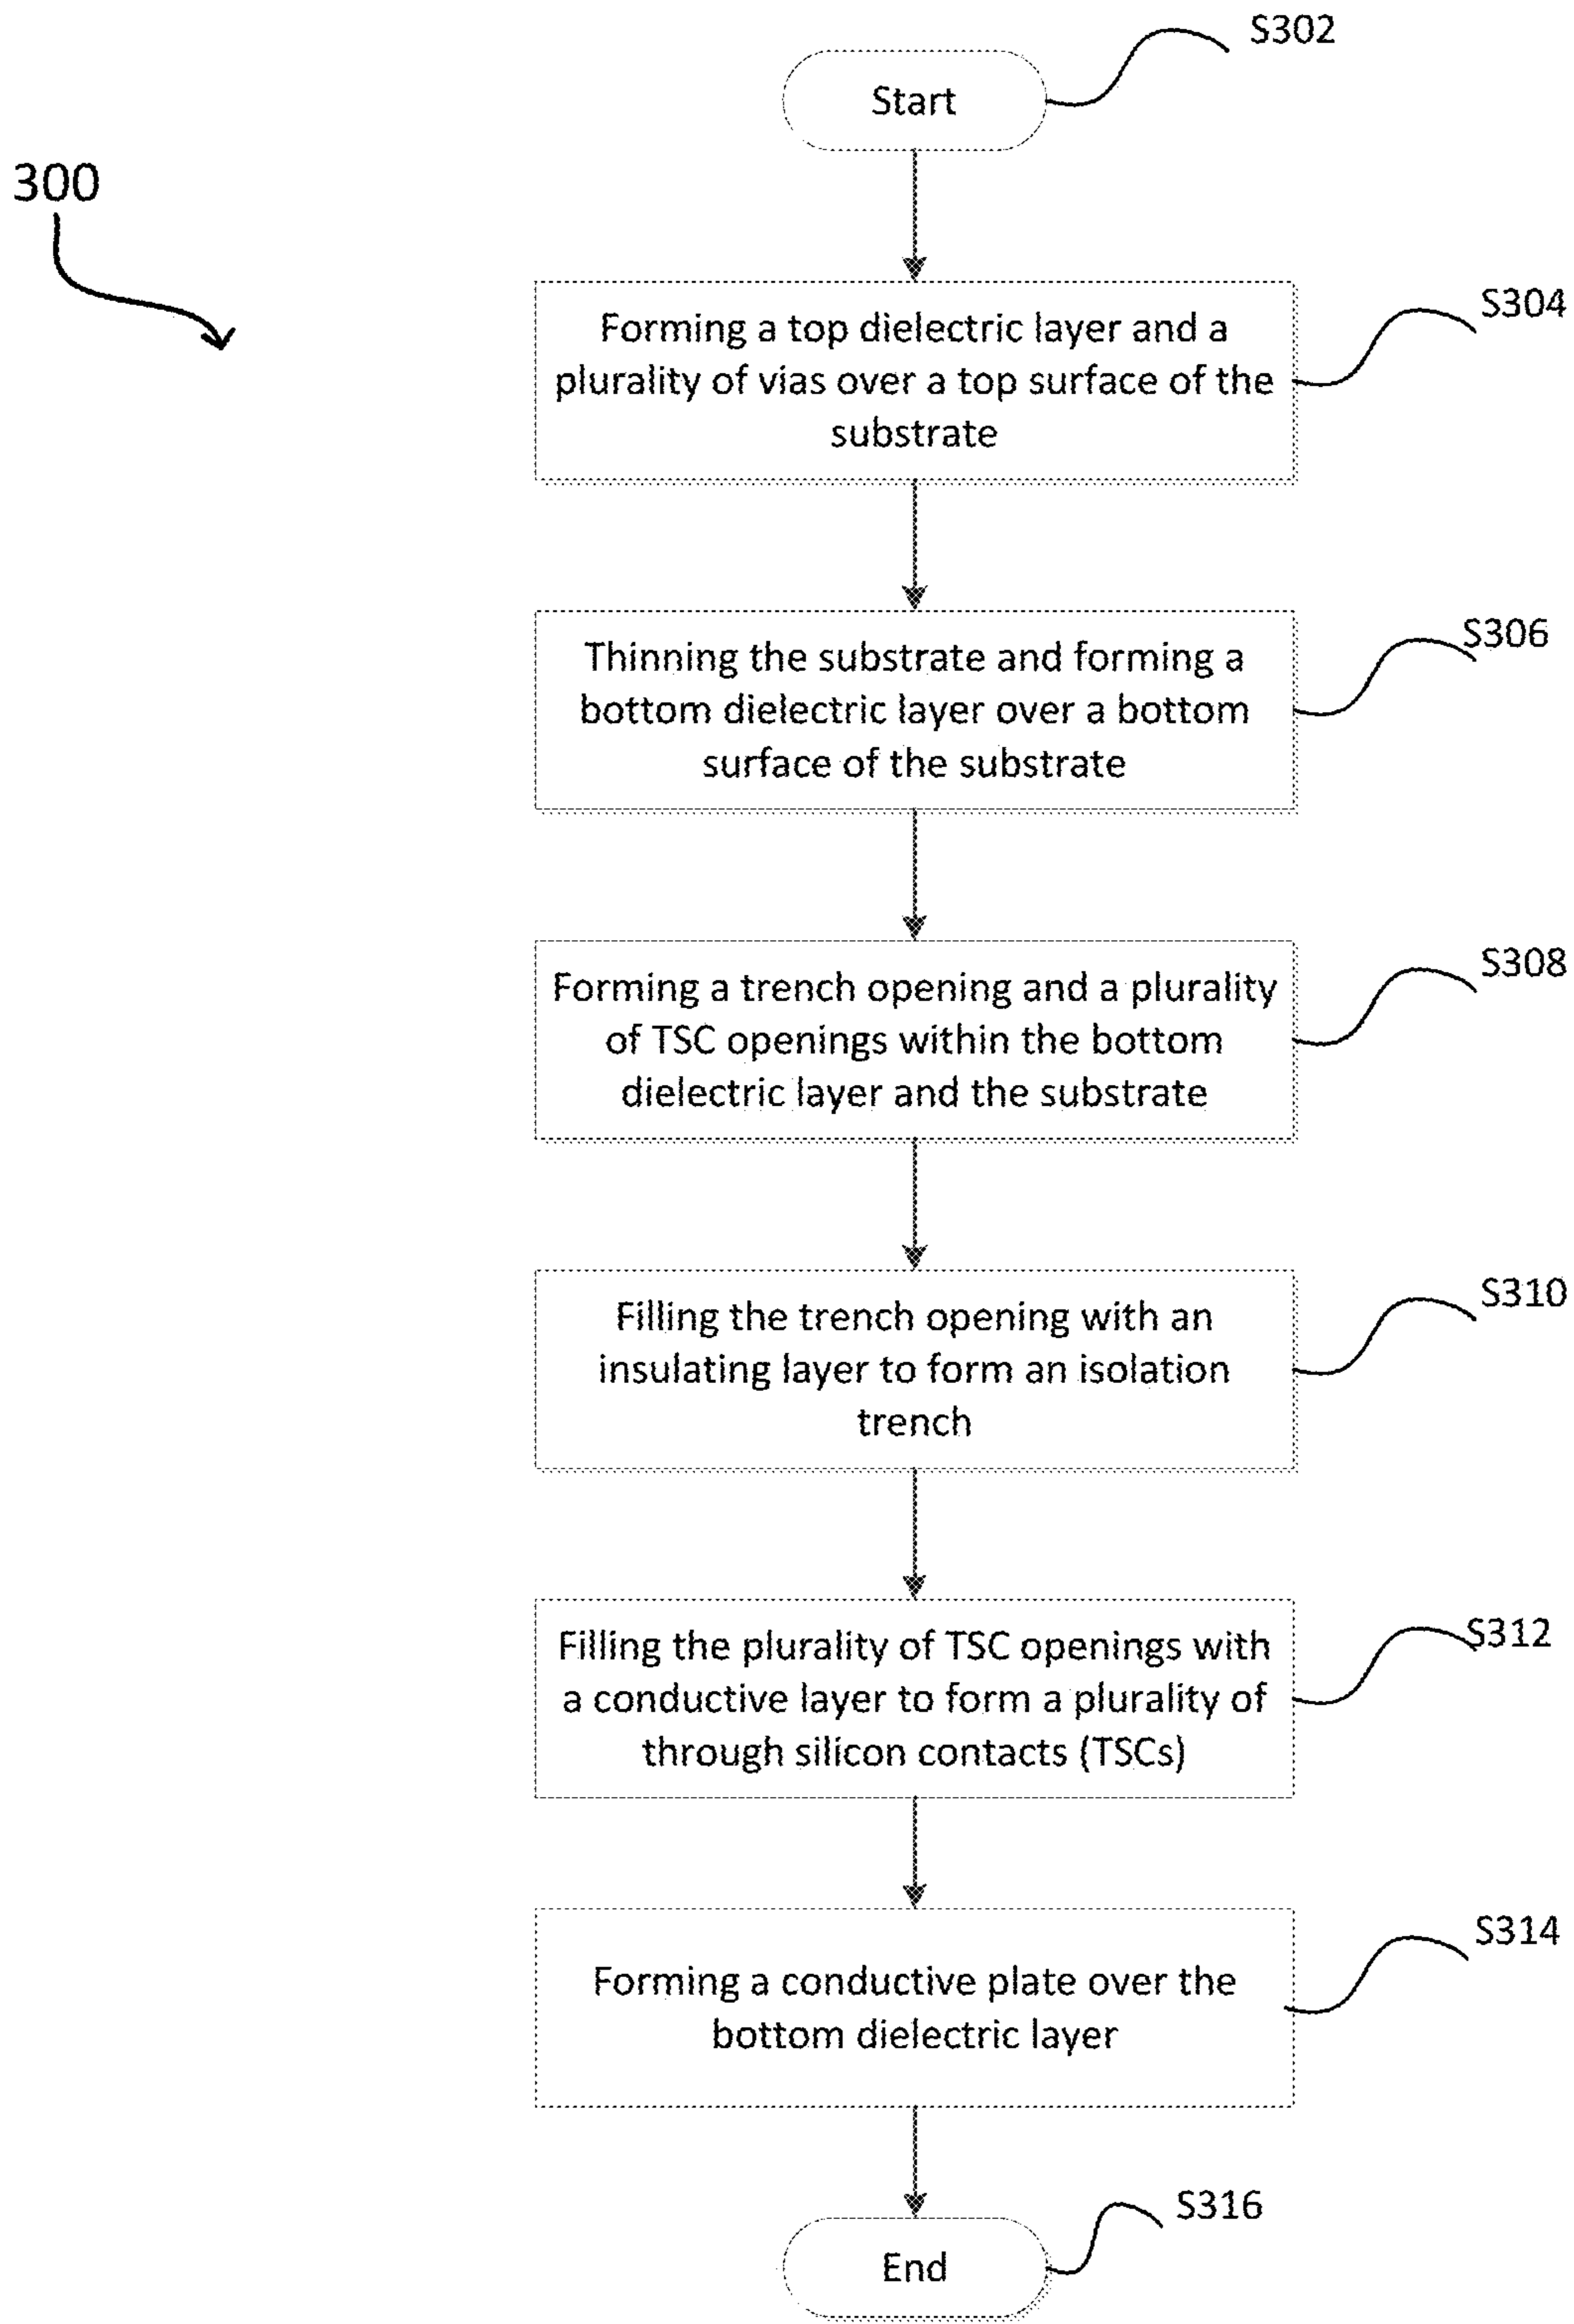 S302
Start
300
S304
Forming a top dielectric layer and a
plurality of vias over a top surface of the
substrate
S306
Thinning the substrate and forming a
bottom dielectric layer over a bottom
surface of the substrate
S308
Forming a trench opening and a plurality
of TSC openings within the bottom
dielectric layer and the substrate
S310
Filling the trench opening with an
insulating layer to form an isolation
trench
S312
Filling the plurality of TSC openings with
a conductive layer to form a plurality of
through silicon contacts (TSCs)
S314
Forming a conductive plate over the
bottom dielectric layer
S316
End